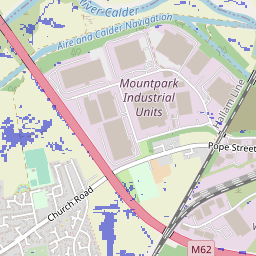 River Calder
Aire and Calder Navigation
Mountpark
Industrial
Units
Hallam Line
Pope Street
Church Road
M62